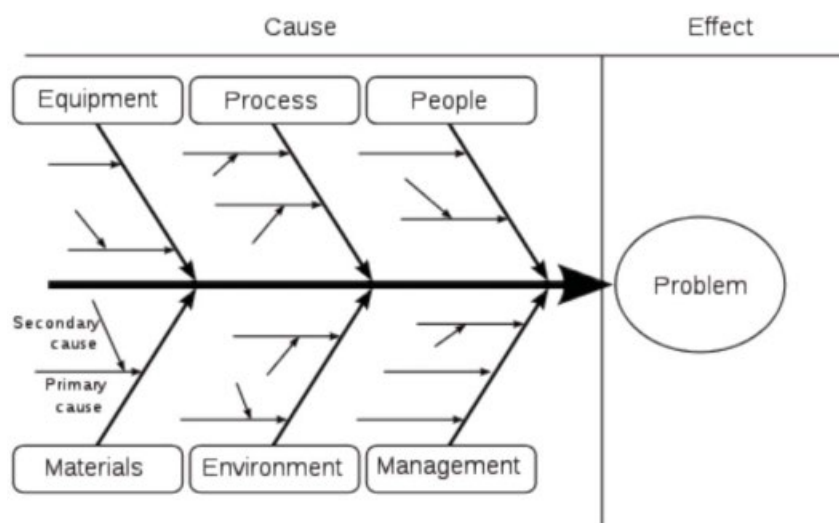 Cause
Effect
Equipment
Process
People
Problem
Secondary
cause
Primary
cause
Materials
Environment
Management